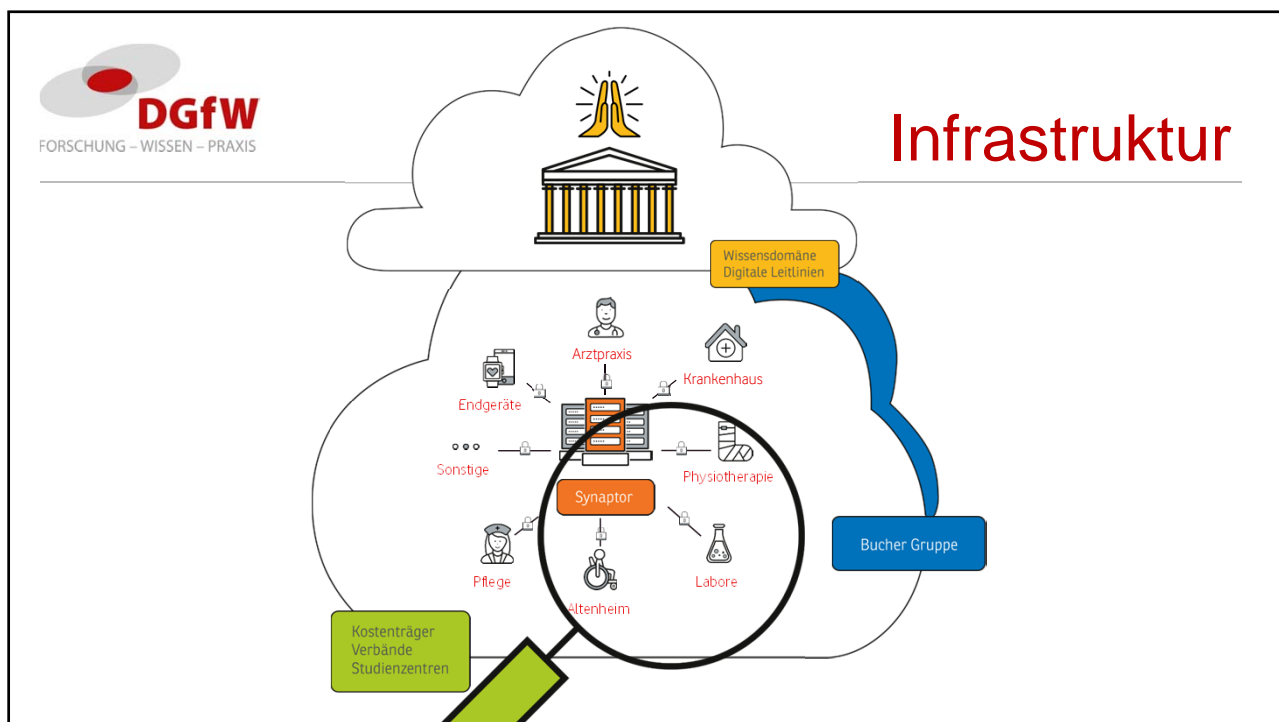 DGfW
FORSCHUNG – WISSEN – PRAXIS
Infrastruktur
Wissensdomäne
Digitale Leitlinien
Arztpraxis
Krankenhaus
Endgeräte
Sonstige
Physiotherapie
Synaptor
Bucher Gruppe
Pflege
Labore
Altenheim
Kostenträger
Verbände
Studienzentren